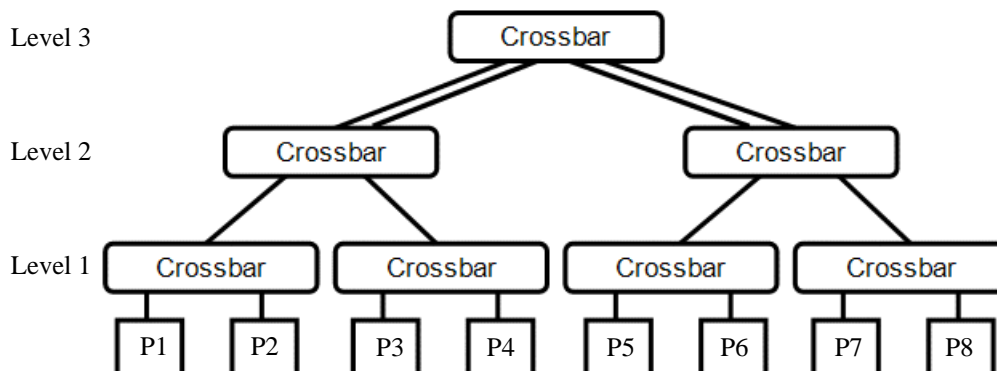 Level 3 Crossbar
Level 2 Crossbar Crossbar
Level 1 Crossbar Crossbar Crossbar Crossbar
P1 P2 P3 P4 P5 P6 P7 P8